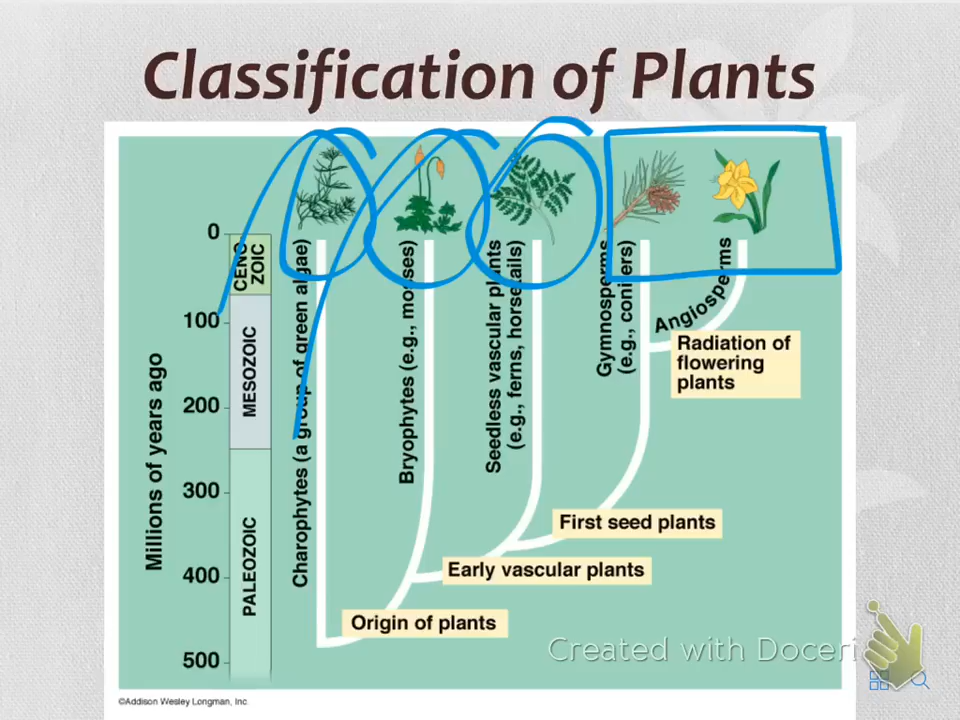 Classification of Plants
0
100
200
300
400
500
Millions of years ago
CENO
ZOIC
MESOZOIC
PALEOZOIC
Charophytes (a group of green algae)
Bryophytes (e.g., mosses)
Seedless vascular plants
(e.g., ferns, horsetails)
Gymnosperms
(e.g., conifers)
Angiosperms
Radiation of
flowering
plants
First seed plants
Early vascular plants
Origin of plants
Created with Doceri
©Addison Wesley Longman, Inc.